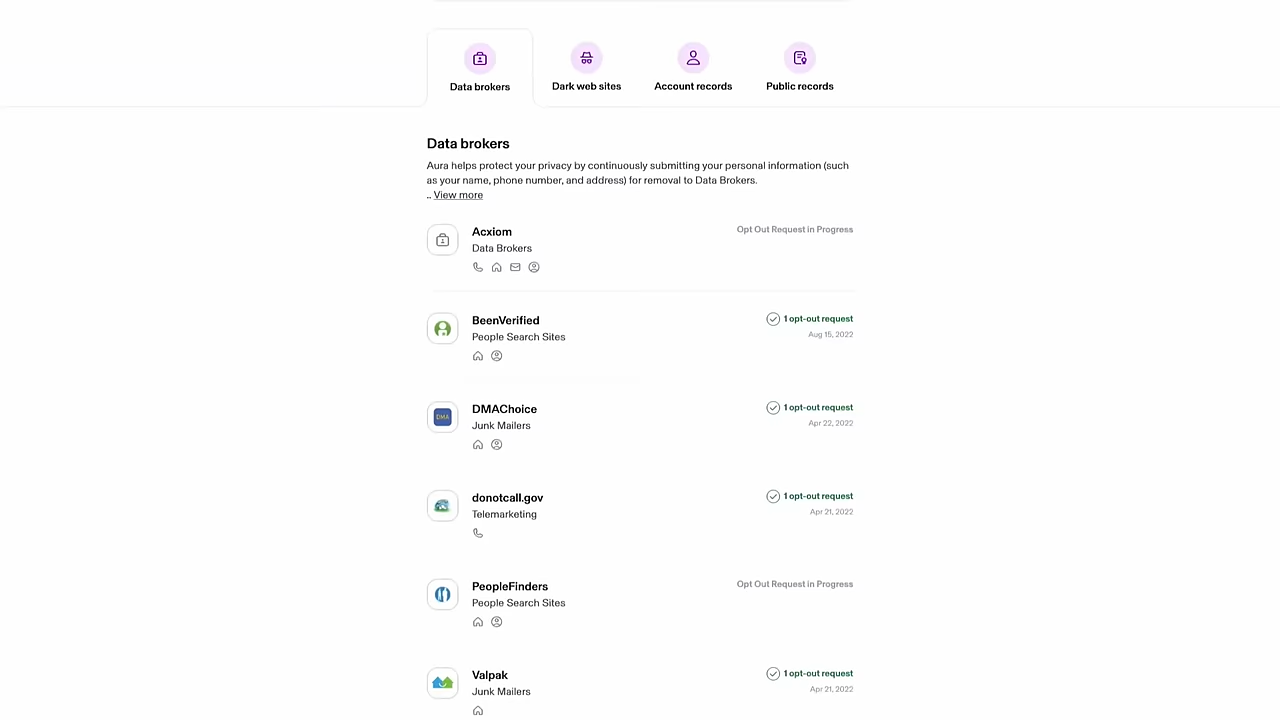 Data brokers
Dark web sites
Account records
Public records
Data brokers
Aura helps protect your privacy by continuously submitting your personal information (such
as your name, phone number, and address) for removal to Data Brokers.
.. View more
Acxiom
Opt Out Request in Progress
Data Brokers
BeenVerified
1 opt-out request
People Search Sites
Aug 15, 2022
DMAChoice
1 opt-out request
DMA
Junk Mailers
Apr 22, 2022
donotcall.gov
1 opt-out request
Telemarketing
Apr 21, 2022
PeopleFinders
Opt Out Request in Progress
People Search Sites
Valpak
1 opt-out request
Junk Mailers
Apr 21, 2022